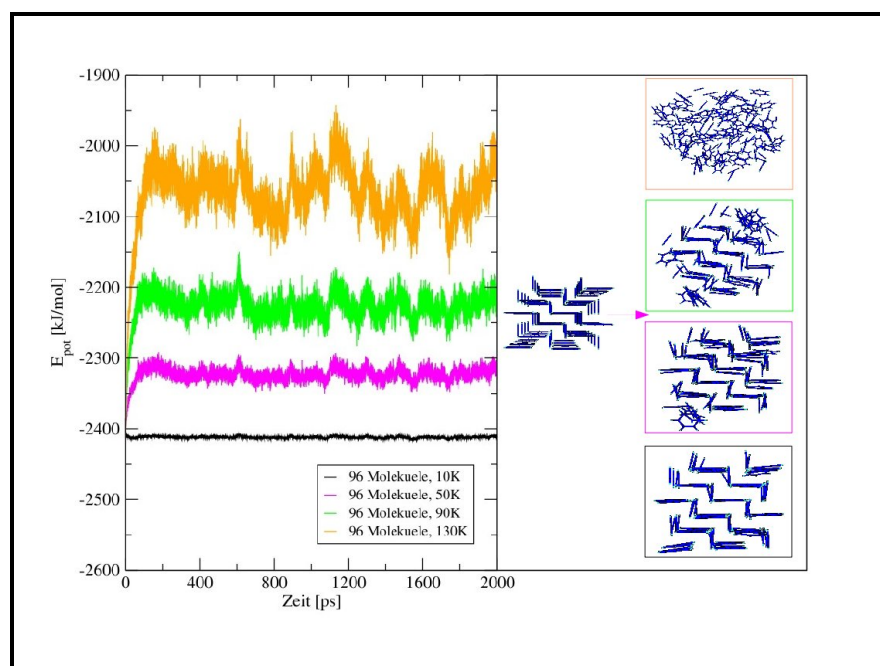 -1900
-2000
-2100
-2200
-2300
-2400
-2500
-2600
E_pot [kJ/mol]
96 Molekuele, 10K
96 Molekuele, 50K
96 Molekuele, 90K
96 Molekuele, 130K
0 400 800 1200 1600 2000
Zeit [ps]